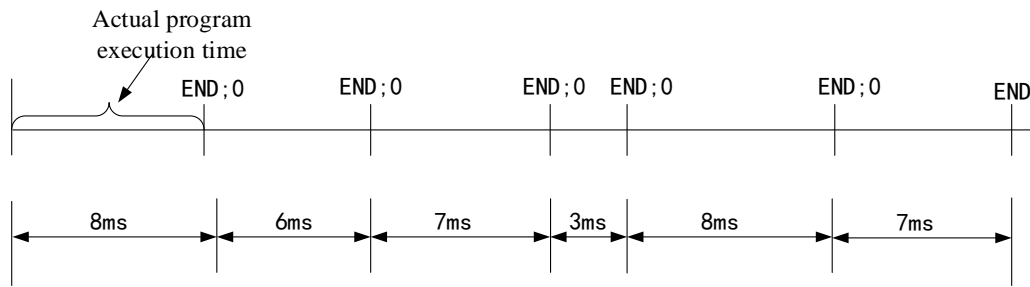 Actual program
execution time
END;0 END;0 END;0 END;0 END;0 END
8ms 6ms 7ms 3ms 8ms 7ms